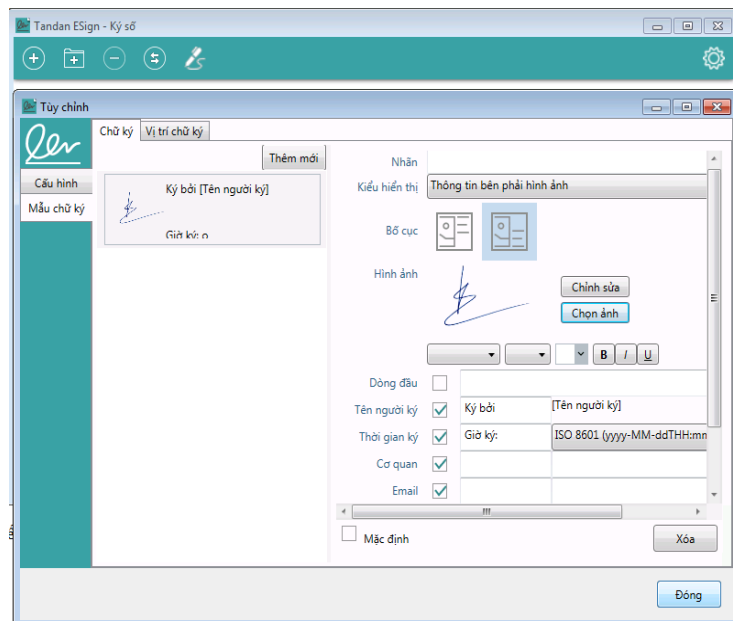 Tandan ESign - Ký số
Tùy chỉnh
Chữ ký Vị trí chữ ký
Thêm mới
Cấu hình
Mẫu chữ ký
Ký bởi [Tên người ký]
Giờ ký:
Nhãn
Kiểu hiển thị Thông tin bên phải hình ảnh
Bố cục
Hình ảnh
Chỉnh sửa
Chọn ảnh
B I U
Dòng đầu
Tên người ký Ký bởi [Tên người ký]
Thời gian ký Giờ ký: ISO 8601 (yyyy-MM-ddTHH:mm
Cơ quan
Email
Mặc định
Xóa
Đóng